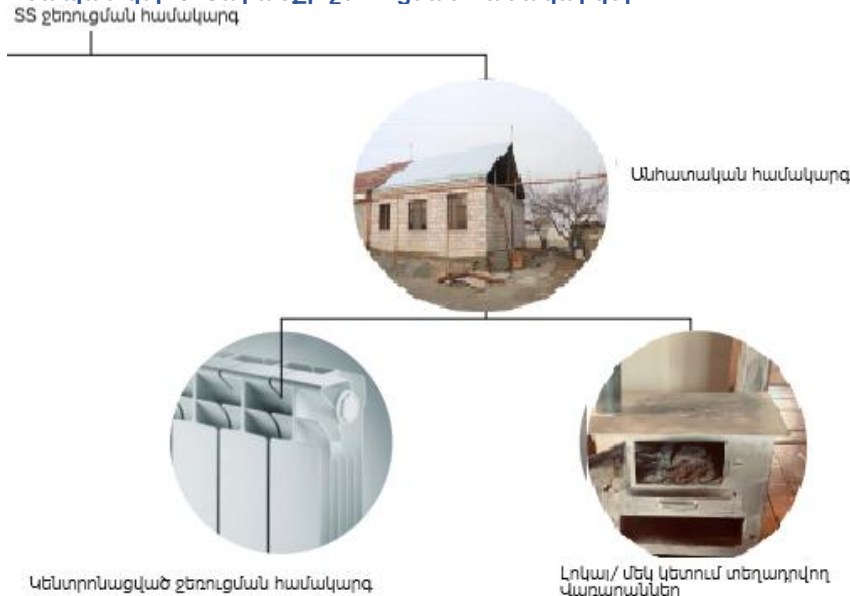 ՏՏ ջեռուցման համակարգ
Անհատական համակարգ
Կենտրոնացված ջեռուցման համակարգ
Լոկալ/ մեկ կետում տեղադրվող
Վառարաններ